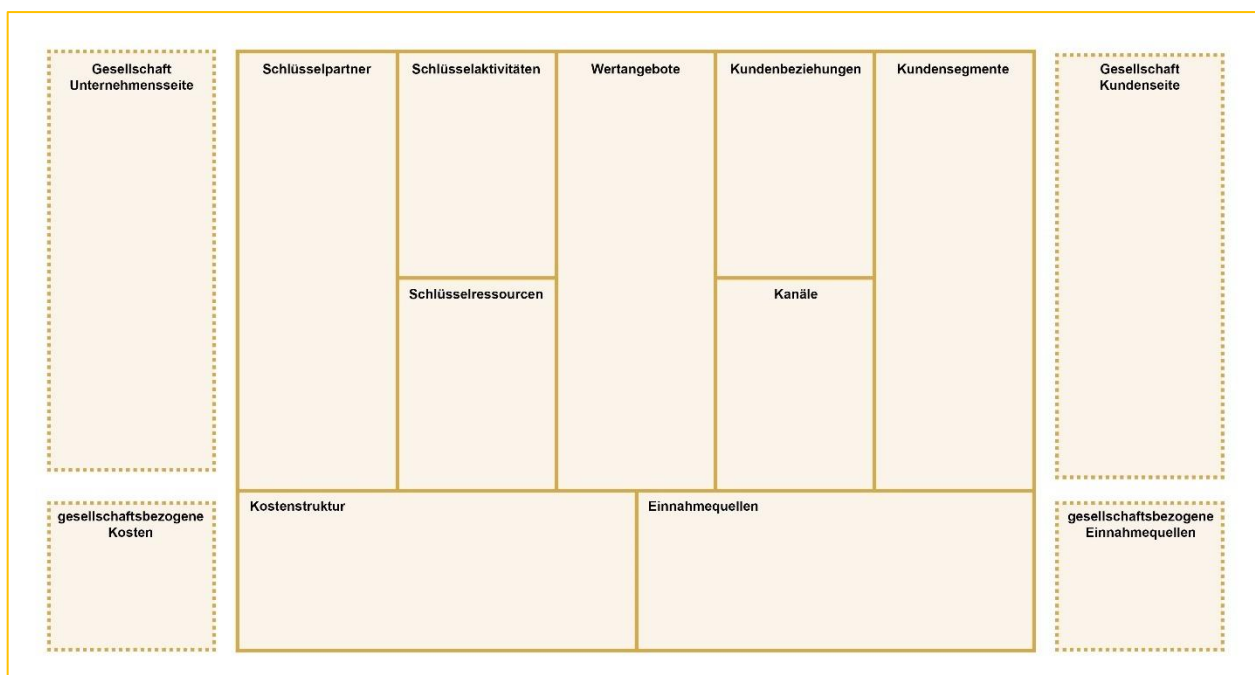 Gesellschaft
Unternehmensseite
Schlüsselpartner
Schlüsselaktivitäten
Wertangebote
Kundenbeziehungen
Kundensegmente
Gesellschaft
Kundenseite
Schlüsselressourcen
Kanäle
gesellschaftsbezogene
Kosten
Kostenstruktur
Einnahmequellen
gesellschaftsbezogene
Einnahmequellen